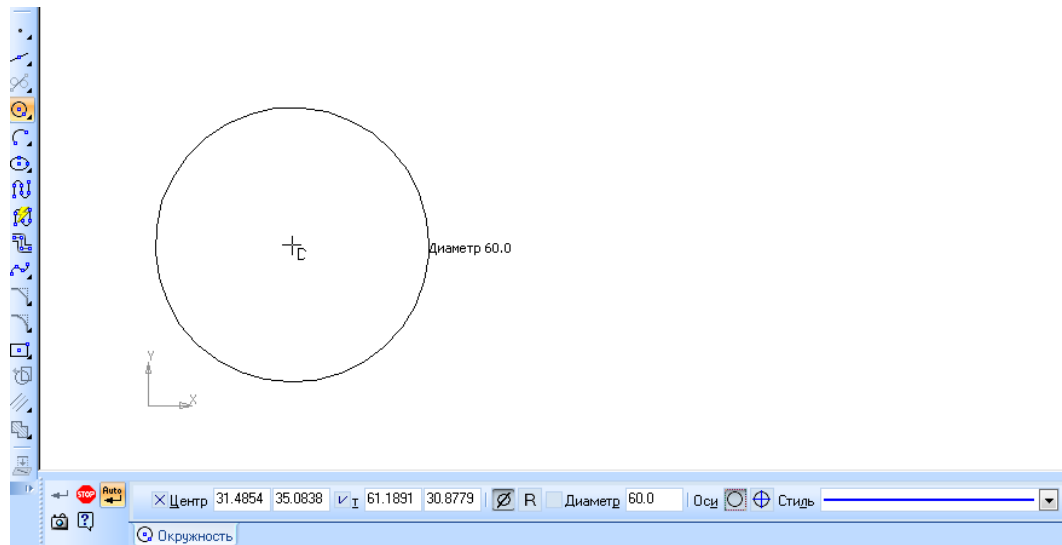 Диаметр 60.0
Y
X
STOP Auto
Центр 31.4854 35.0838 т 61.1891 30.8779 R Диаметр 60.0 Оси Стиль
Окружность